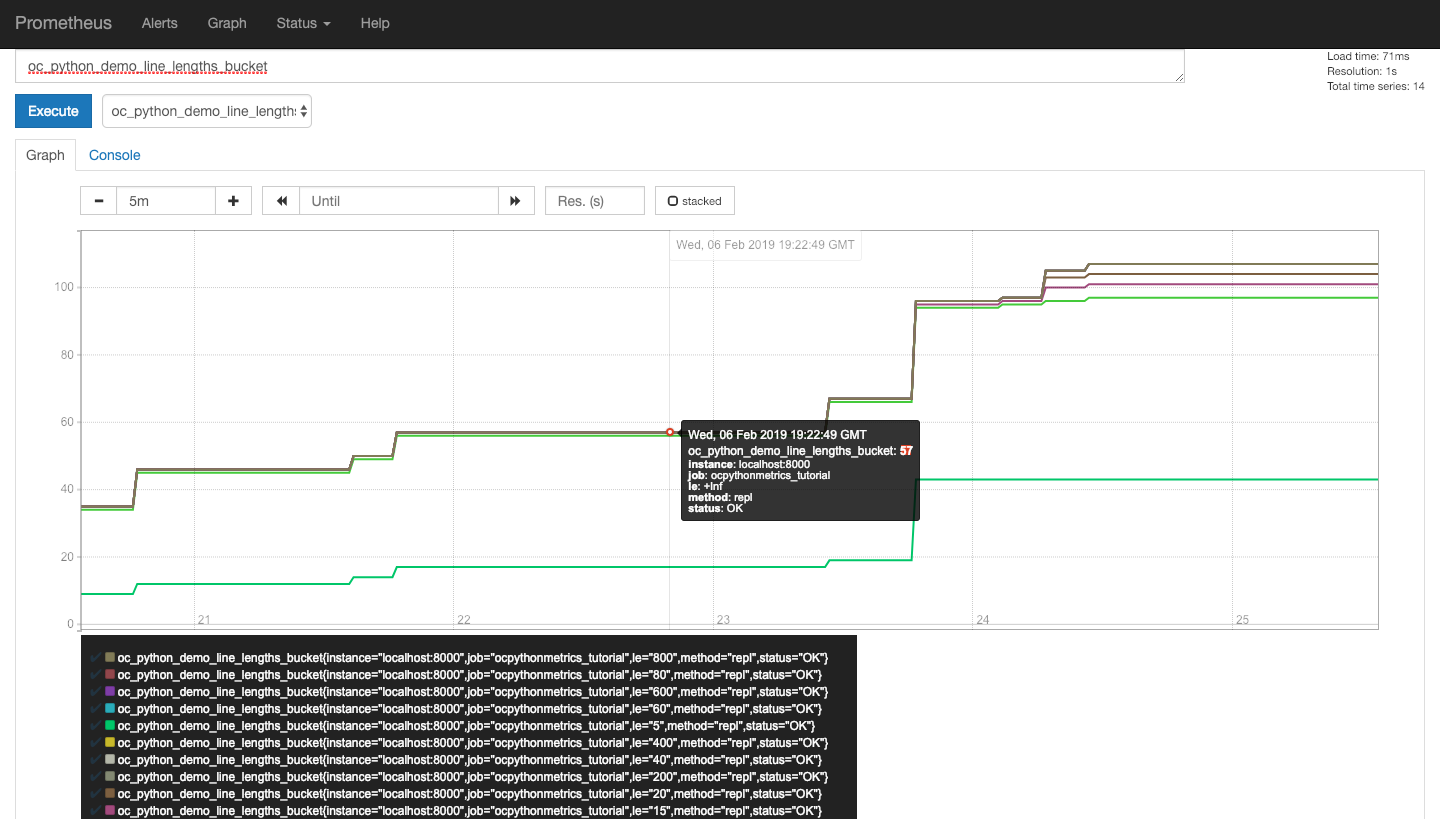 Prometheus Alerts Graph Status Help
oc_python_demo_line_lengths_bucket
Load time: 71ms
Resolution: 1s
Total time series: 14
Execute oc_python_demo_line_length:
Graph Console
5m Until Res. (s) stacked
Wed, 06 Feb 2019 19:22:49 GMT
100
80
60
Wed, 06 Feb 2019 19:22:49 GMT
oc_python_demo_line_lengths_bucket: 57
instance: localhost:8000
job: ocpythonmetrics_tutorial
le: +Inf
method: repl
status: OK
40
20
0
21 22 23 24 25
oc_python_demo_line_lengths_bucket{instance="localhost:8000",job="ocpythonmetrics_tutorial",le="800",method="repl",status="OK"}
oc_python_demo_line_lengths_bucket{instance="localhost:8000",job="ocpythonmetrics_tutorial",le="80",method="repl",status="OK"}
oc_python_demo_line_lengths_bucket{instance="localhost:8000",job="ocpythonmetrics_tutorial",le="600",method="repl",status="OK"}
oc_python_demo_line_lengths_bucket{instance="localhost:8000",job="ocpythonmetrics_tutorial",le="60",method="repl",status="OK"}
oc_python_demo_line_lengths_bucket{instance="localhost:8000",job="ocpythonmetrics_tutorial",le="5",method="repl",status="OK"}
oc_python_demo_line_lengths_bucket{instance="localhost:8000",job="ocpythonmetrics_tutorial",le="400",method="repl",status="OK"}
oc_python_demo_line_lengths_bucket{instance="localhost:8000",job="ocpythonmetrics_tutorial",le="40",method="repl",status="OK"}
oc_python_demo_line_lengths_bucket{instance="localhost:8000",job="ocpythonmetrics_tutorial",le="200",method="repl",status="OK"}
oc_python_demo_line_lengths_bucket{instance="localhost:8000",job="ocpythonmetrics_tutorial",le="20",method="repl",status="OK"}
oc_python_demo_line_lengths_bucket{instance="localhost:8000",job="ocpythonmetrics_tutorial",le="15",method="repl",status="OK"}